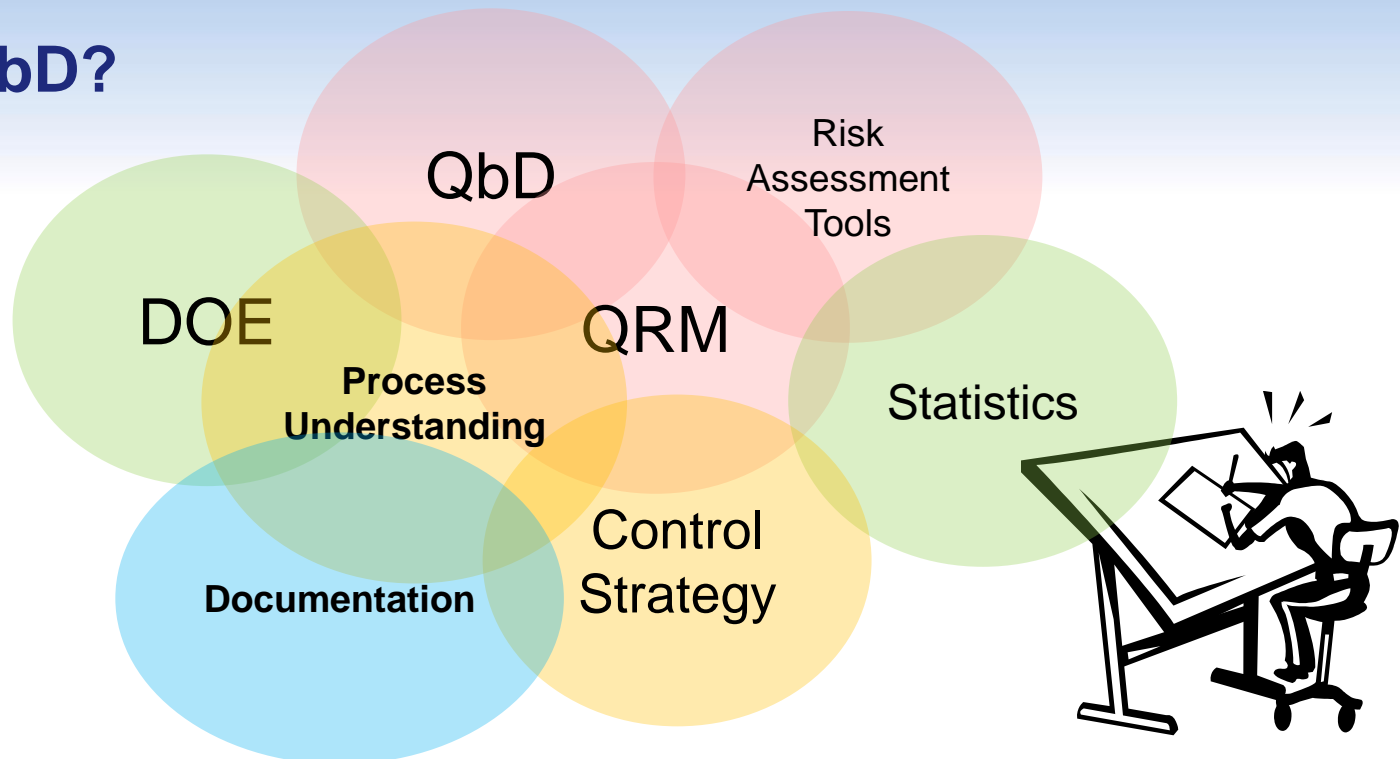 bD?
QbD
Risk
Assessment
Tools
DOE
QRM
Process
Understanding
Statistics
Control
Strategy
Documentation